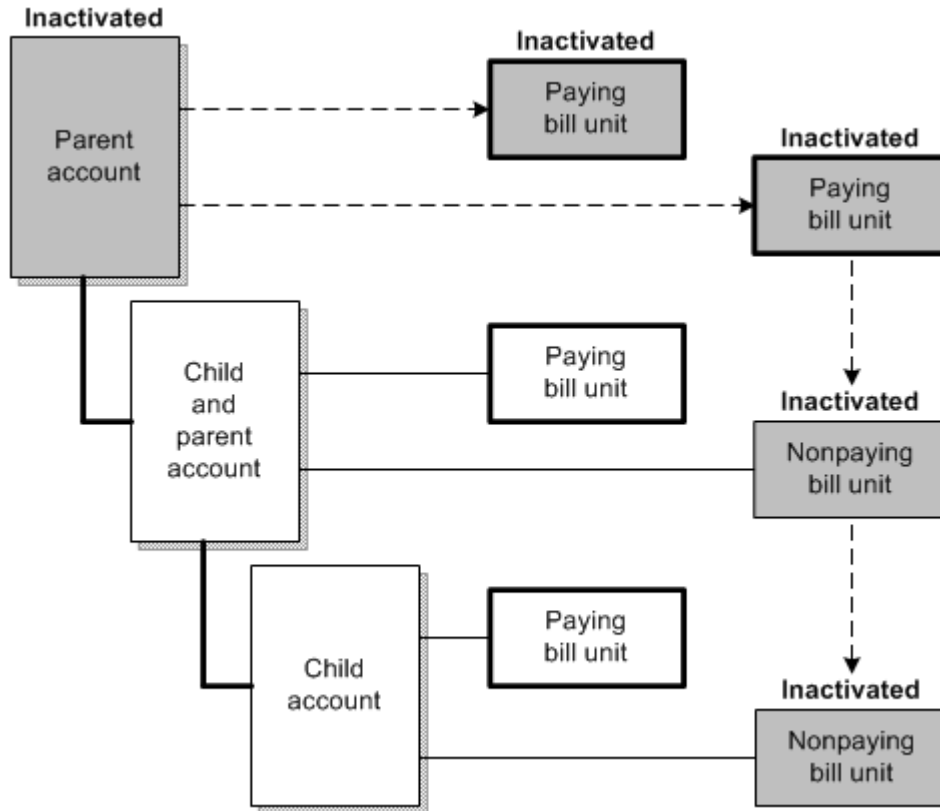 Inactivated
Parent
account
Inactivated
Paying
bill unit
Inactivated
Paying
bill unit
Child
and
parent
account
Paying
bill unit
Inactivated
Nonpaying
bill unit
Child
account
Paying
bill unit
Inactivated
Nonpaying
bill unit